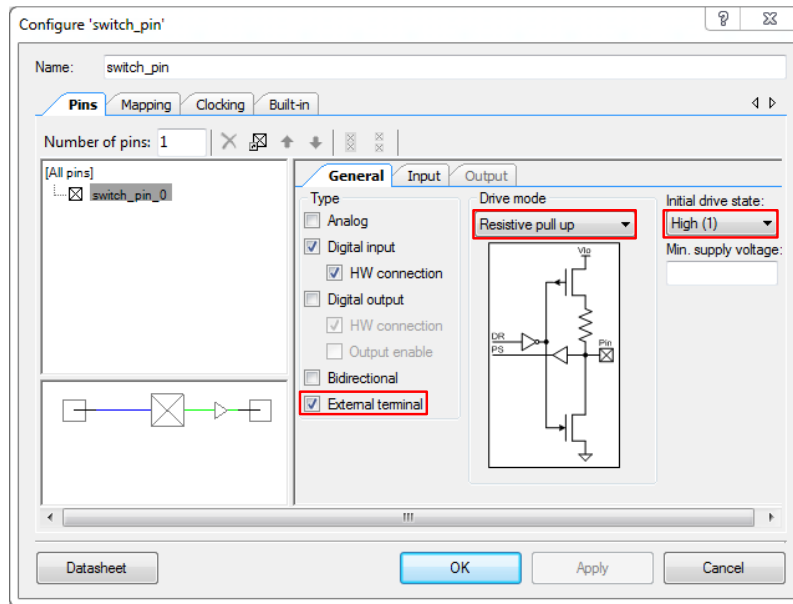 Configure 'switch_pin'
Name: switch_pin
Pins Mapping Clocking Built-in
Number of pins: 1
[All pins]
switch_pin_0
General Input Output
Type
Analog
Digital input
HW connection
Digital output
HW connection
Output enable
Bidirectional
External terminal
Drive mode
Resistive pull up
Vio
DR
PS
Pin
Initial drive state:
High (1)
Min. supply voltage:
Datasheet OK Apply Cancel